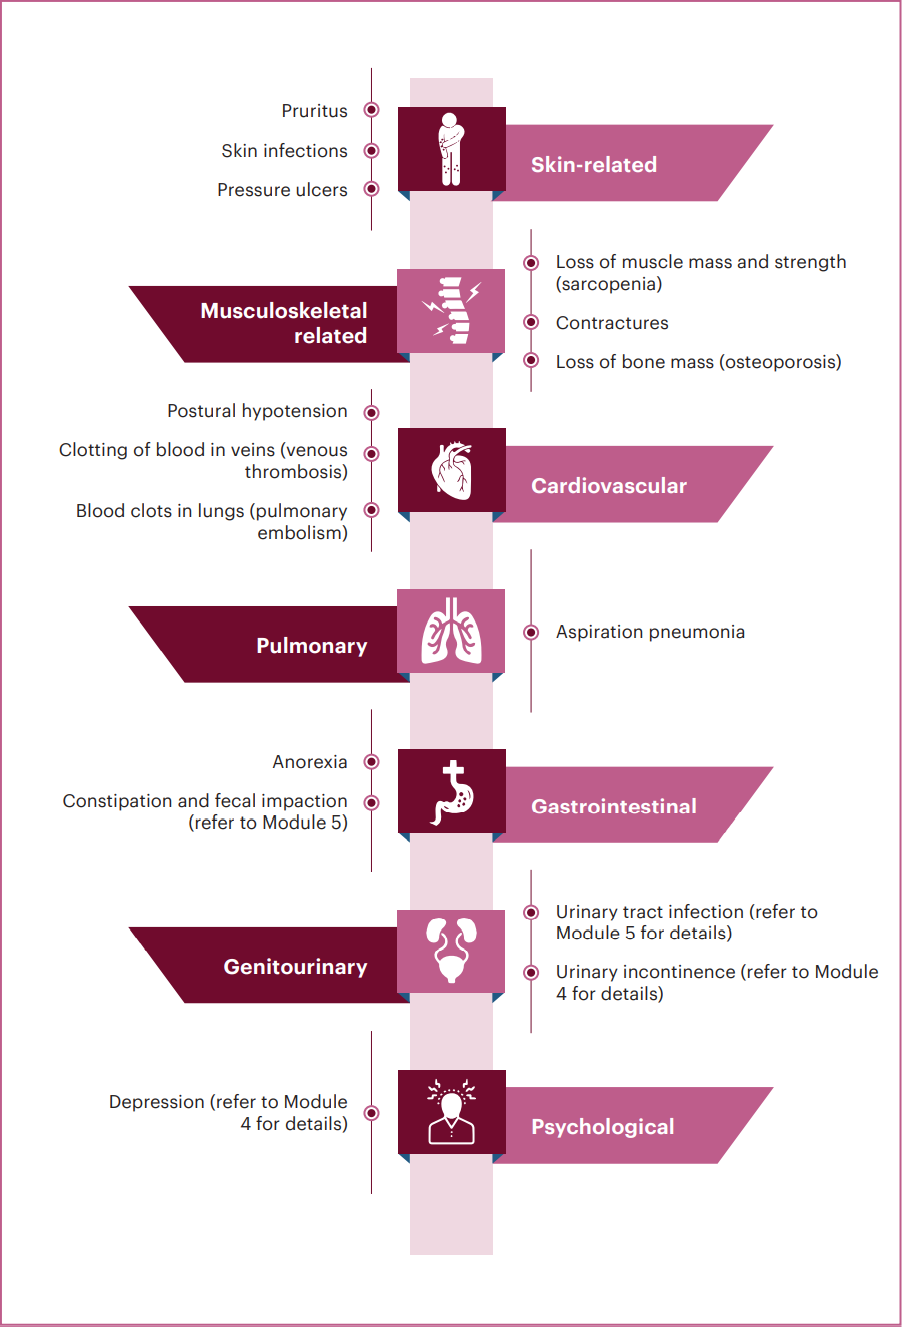 Pruritus
Skin infections
Pressure ulcers
Skin-related
Musculoskeletal
related
Loss of muscle mass and strength
(sarcopenia)
Contractures
Loss of bone mass (osteoporosis)
Postural hypotension
Clotting of blood in veins (venous
thrombosis)
Blood clots in lungs (pulmonary
embolism)
Cardiovascular
Pulmonary
Aspiration pneumonia
Anorexia
Constipation and fecal impaction
(refer to Module 5)
Gastrointestinal
Genitourinary
Urinary tract infection (refer to
Module 5 for details)
Urinary incontinence (refer to Module
4 for details)
Depression (refer to Module
4 for details)
Psychological